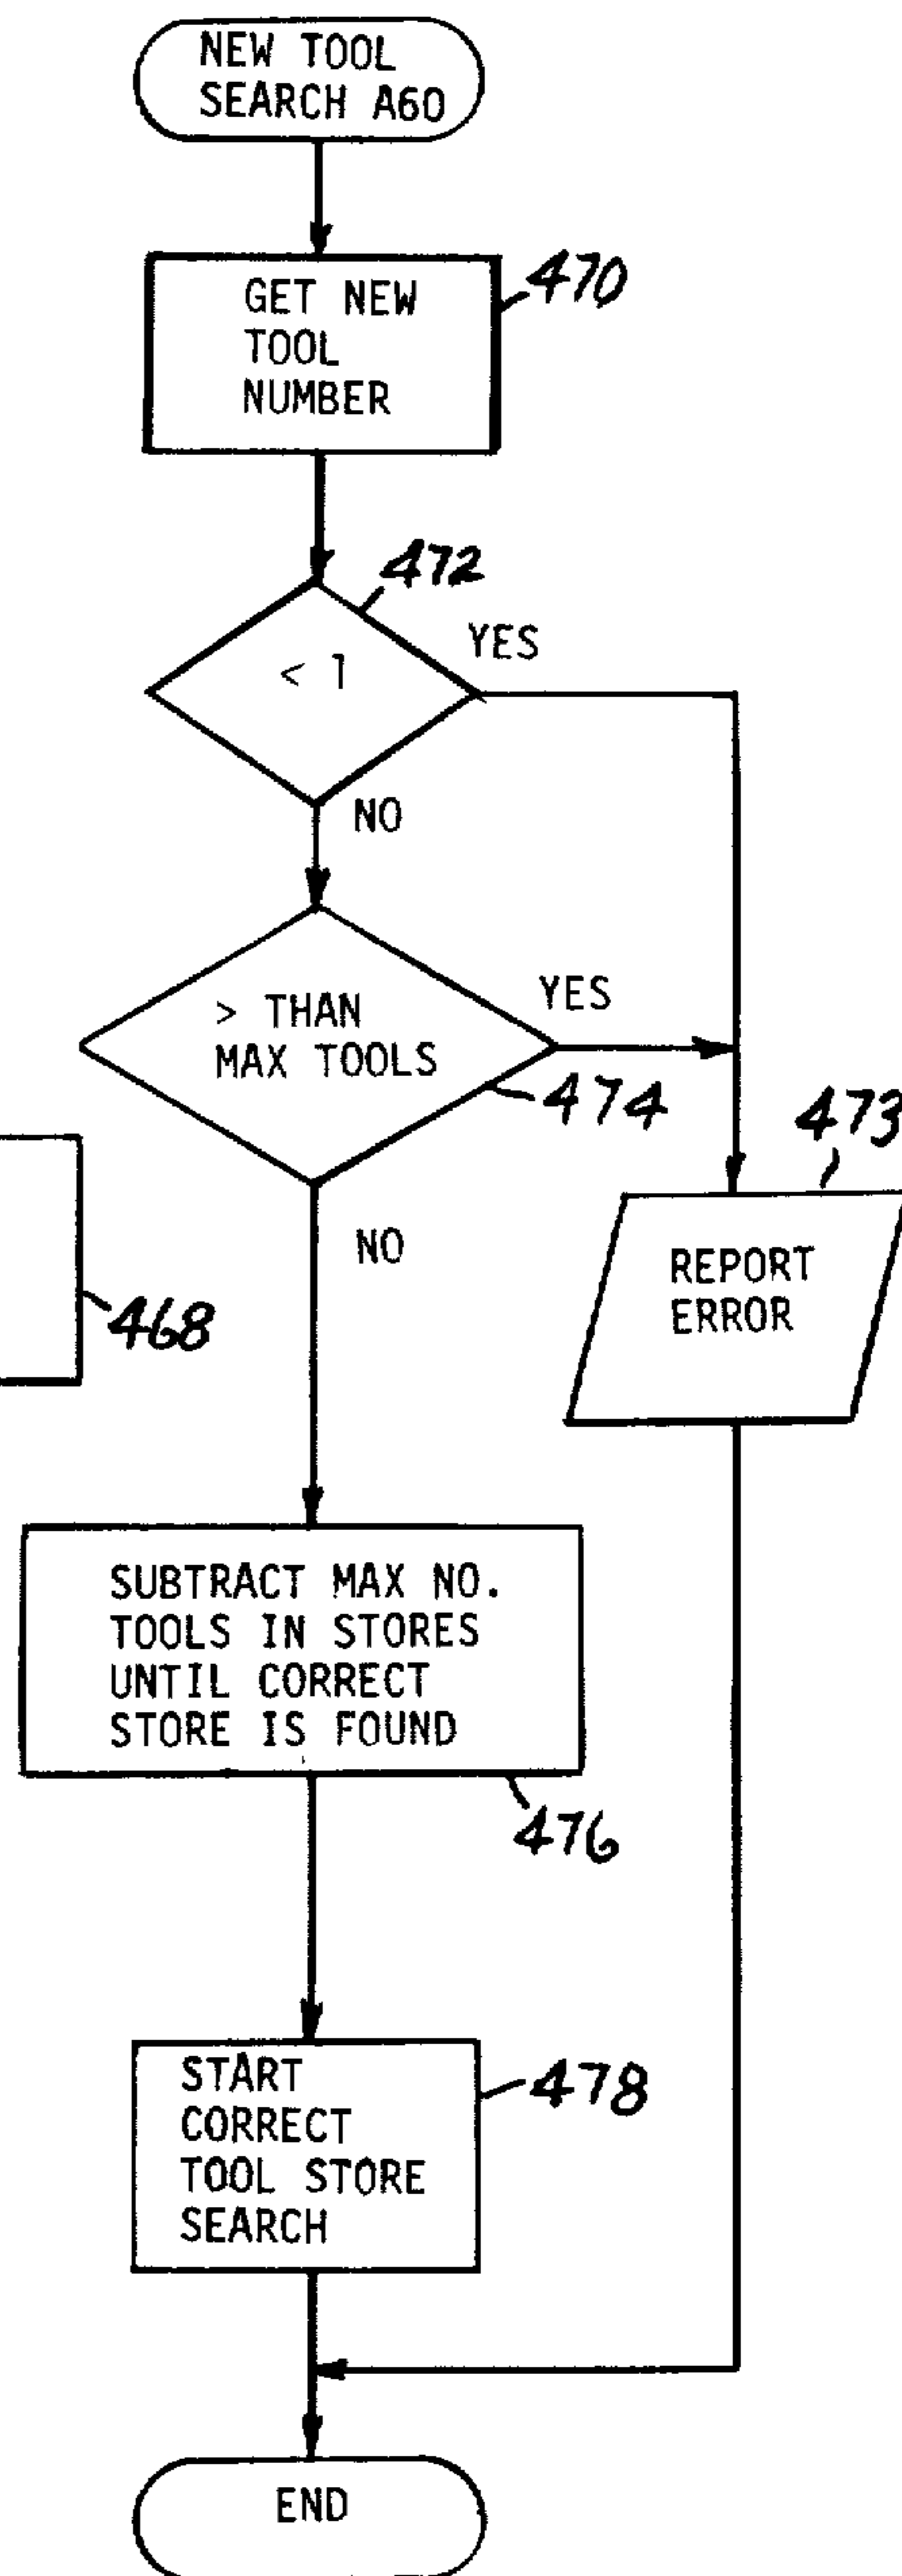 NEW TOOL
SEARCH A60
GET NEW
TOOL
NUMBER
470
472
< 1
YES
NO
> THAN
MAX TOOLS
YES
474
473
NO
REPORT
ERROR
468
SUBTRACT MAX NO.
TOOLS IN STORES
UNTIL CORRECT
STORE IS FOUND
476
START
CORRECT
TOOL STORE
SEARCH
478
END